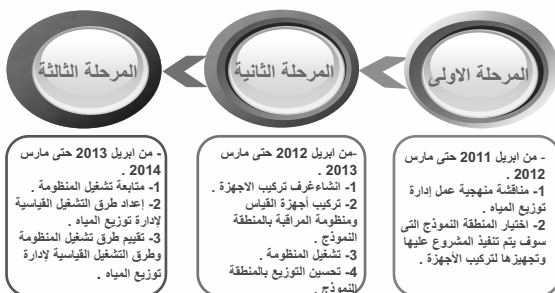 المرحلة الاولى
المرحلة الثانية
المرحلة الثالثة
- من ابريل 2011 حتى مارس
2012 .
1- مناقشة منهجية عمل إدارة
توزيع المياه .
2- اختيار المنطقة النموذج التى
سوف يتم تنفيذ المشروع عليها
وتجهيزها لتركيب الأجهزة .
-من ابريل 2012 حتى مارس
2013 .
1- انشاءغرف تركيب الاجهزة .
2- تركيب أجهزة القياس
ومنظومة المراقبة بالمنطقة
النموذج .
3- تشغيل المنظومة .
4- تحسين التوزيع بالمنطقة
النموذج .
- من ابريل 2013 حتى مارس
2014 .
1- متابعة تشغيل المنظومة .
2- إعداد طرق التشغيل القياسية
لإدارة توزيع المياه .
3- تقييم طرق تشغيل المنظومة
وطرق التشغيل القياسية لإدارة
توزيع المياه .